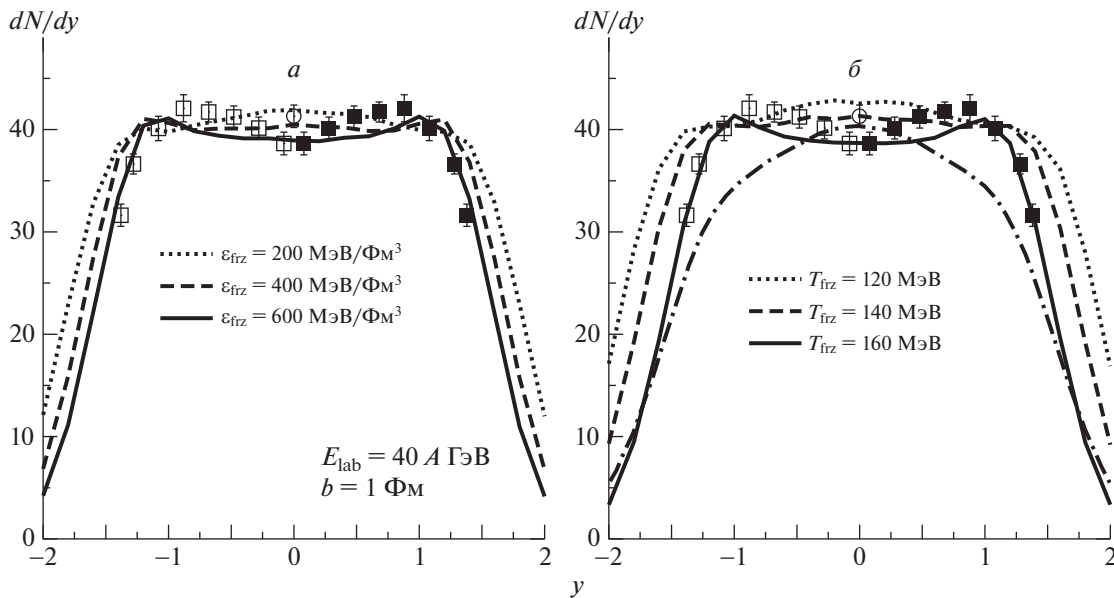 dN/dy
dN/dy
а
б
40
30
20
10
0
ε_frz = 200 МэВ/Фм³
ε_frz = 400 МэВ/Фм³
ε_frz = 600 МэВ/Фм³
E_lab = 40 A ГэВ
b = 1 Фм
40
30
20
10
0
T_frz = 120 МэВ
T_frz = 140 МэВ
T_frz = 160 МэВ
−2 −1 0 1 2
−2 −1 0 1 2
y